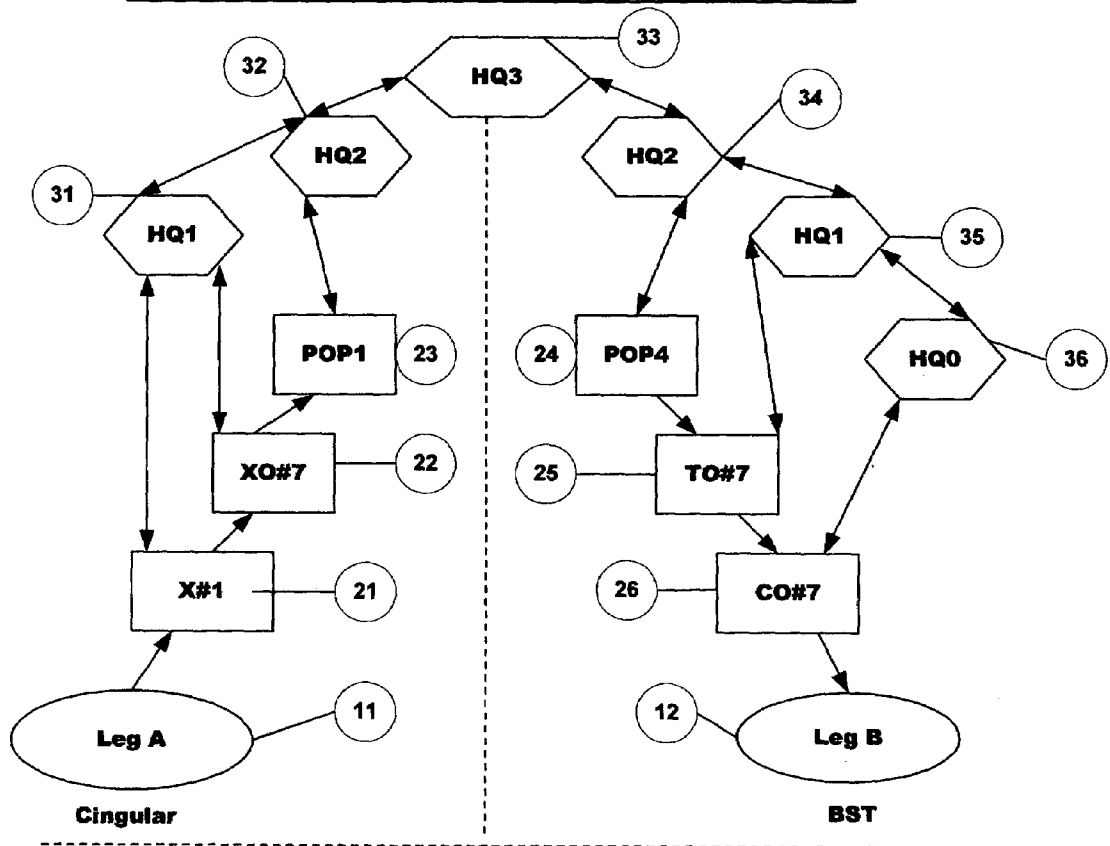 33
32
HQ3
34
HQ2
HQ2
31
HQ1
HQ1
35
POP1
23
24
POP4
HQ0
36
XO#7
22
25
TO#7
X#1
21
26
CO#7
11
12
Leg A
Leg B
Cingular
BST